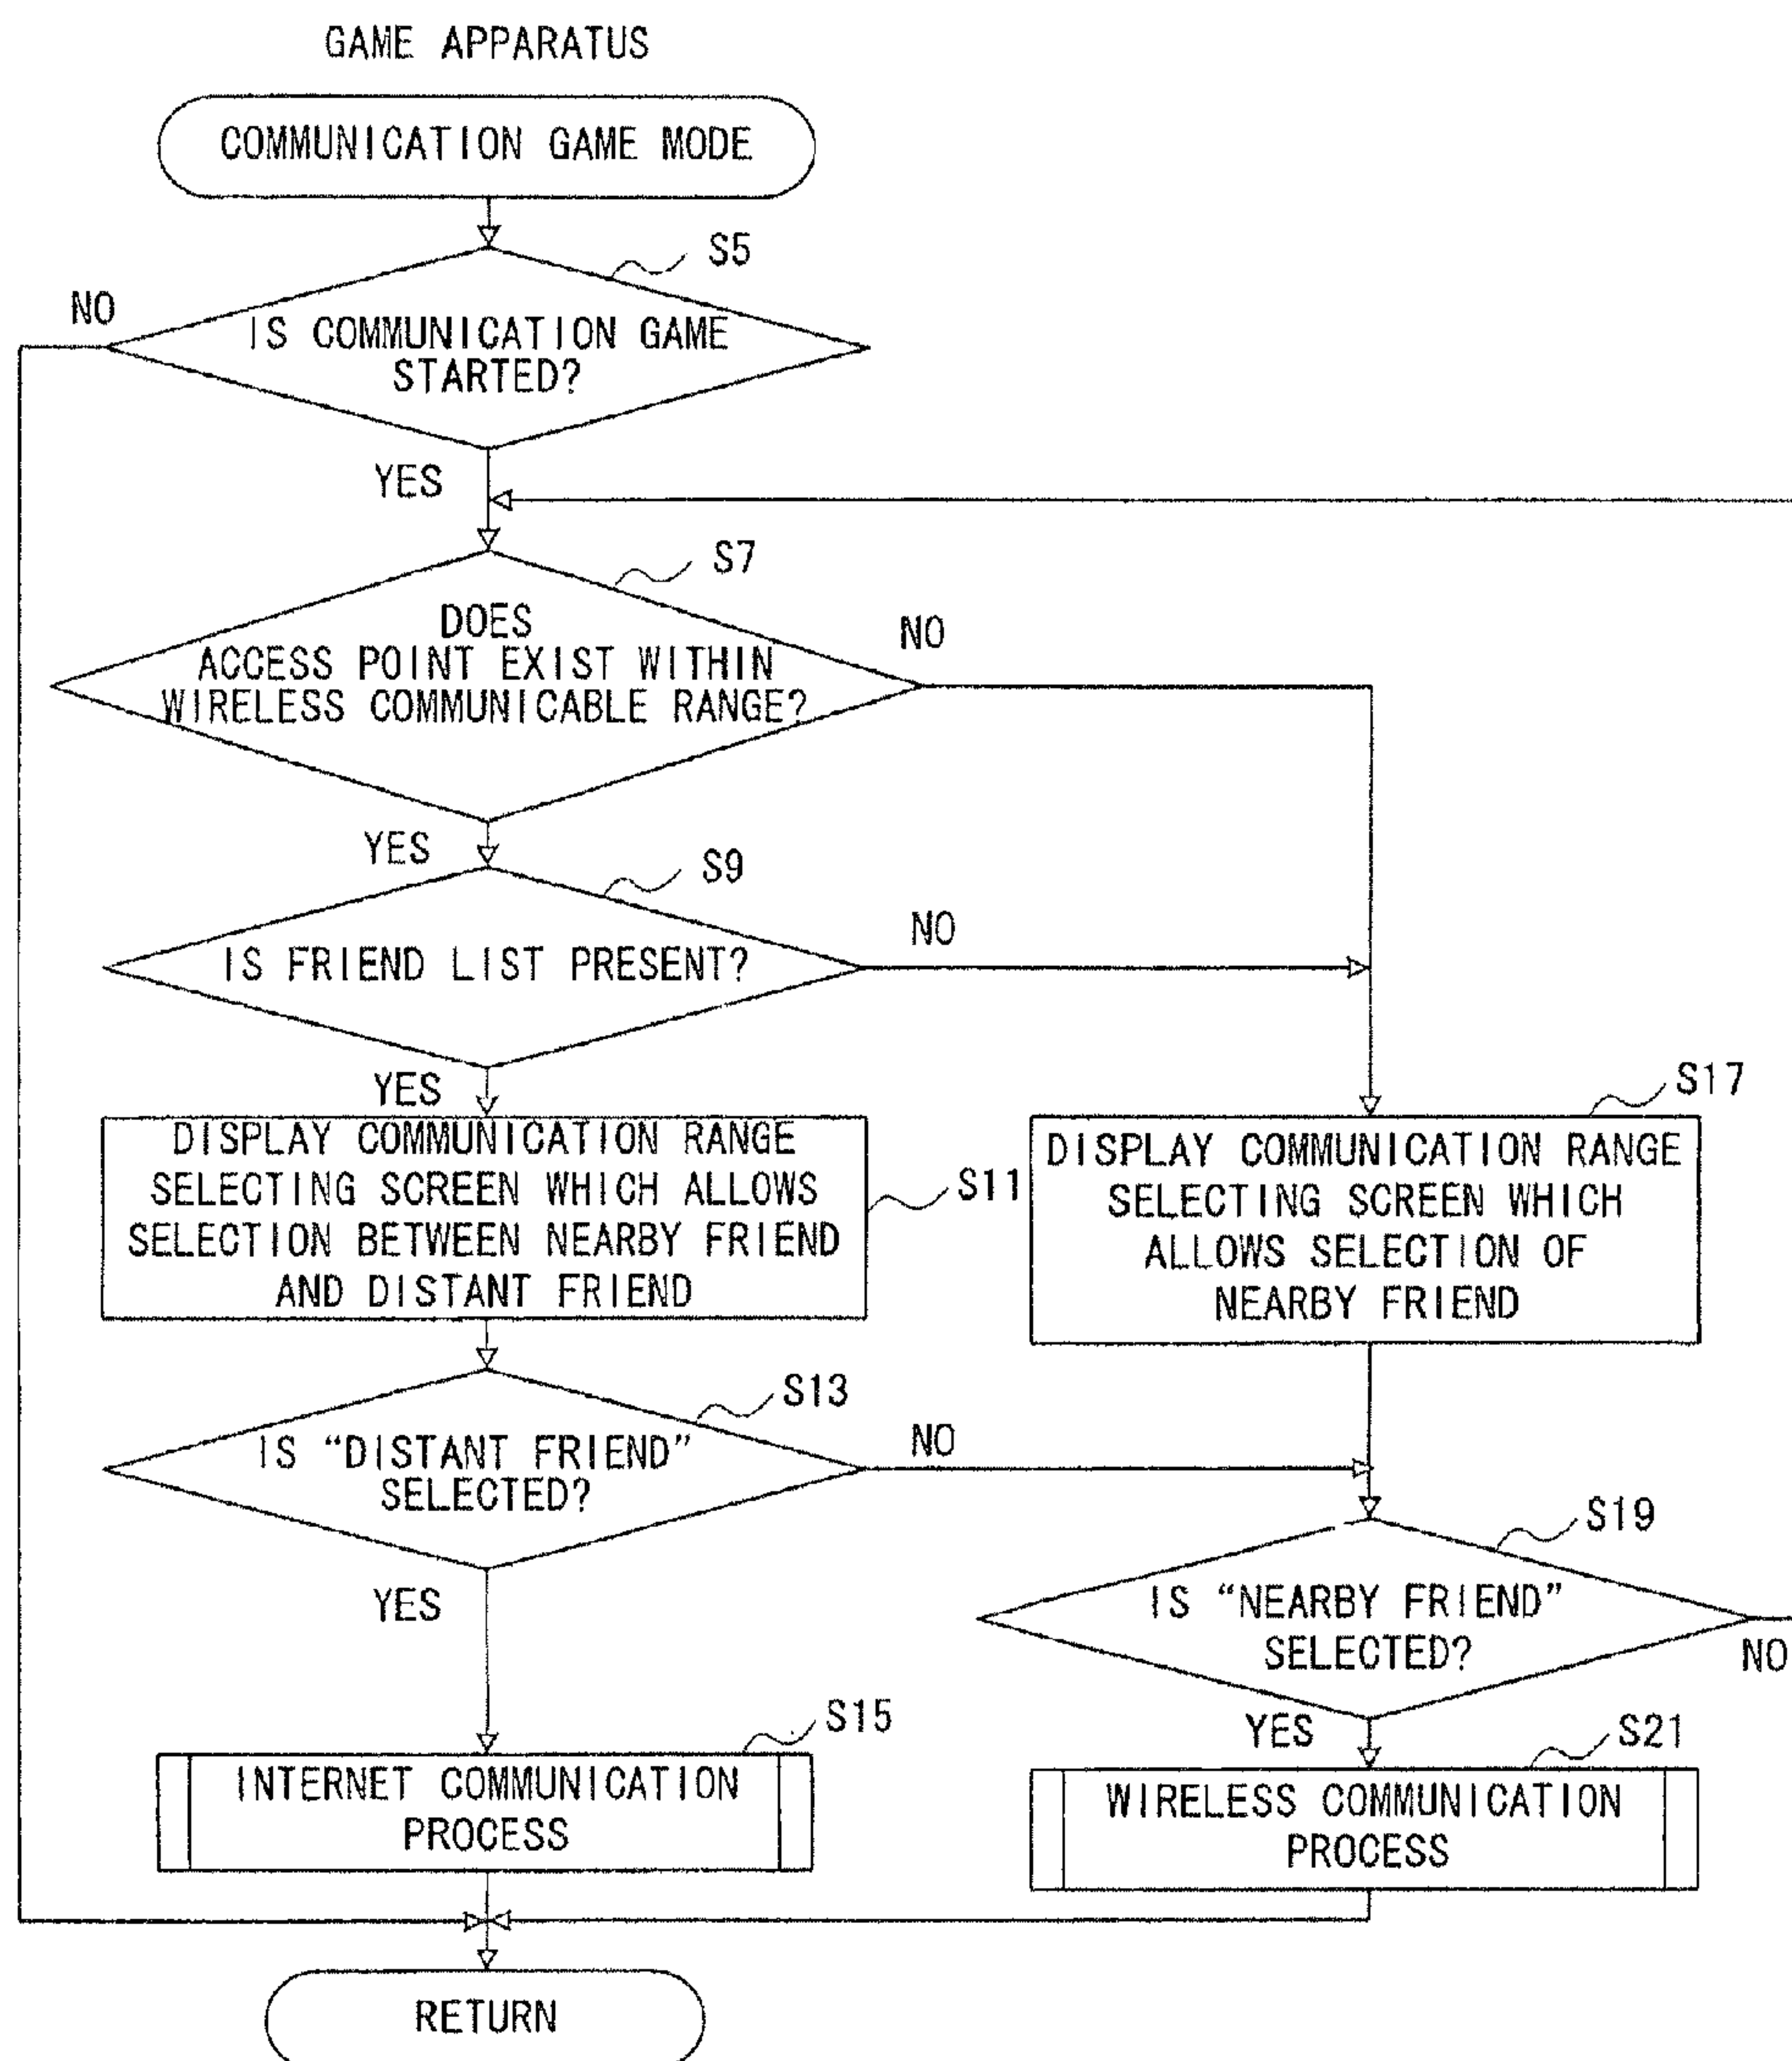 GAME APPARATUS
COMMUNICATION GAME MODE
S5
NO
IS COMMUNICATION GAME
STARTED?
YES
S7
DOES
ACCESS POINT EXIST WITHIN
WIRELESS COMMUNICABLE RANGE?
NO
YES
S9
IS FRIEND LIST PRESENT?
NO
YES
DISPLAY COMMUNICATION RANGE
SELECTING SCREEN WHICH ALLOWS
SELECTION BETWEEN NEARBY FRIEND
AND DISTANT FRIEND
S11
S17
DISPLAY COMMUNICATION RANGE
SELECTING SCREEN WHICH
ALLOWS SELECTION OF
NEARBY FRIEND
S13
IS “DISTANT FRIEND”
SELECTED?
NO
YES
S19
IS “NEARBY FRIEND”
SELECTED?
NO
YES
S15
INTERNET COMMUNICATION
PROCESS
S21
WIRELESS COMMUNICATION
PROCESS
RETURN